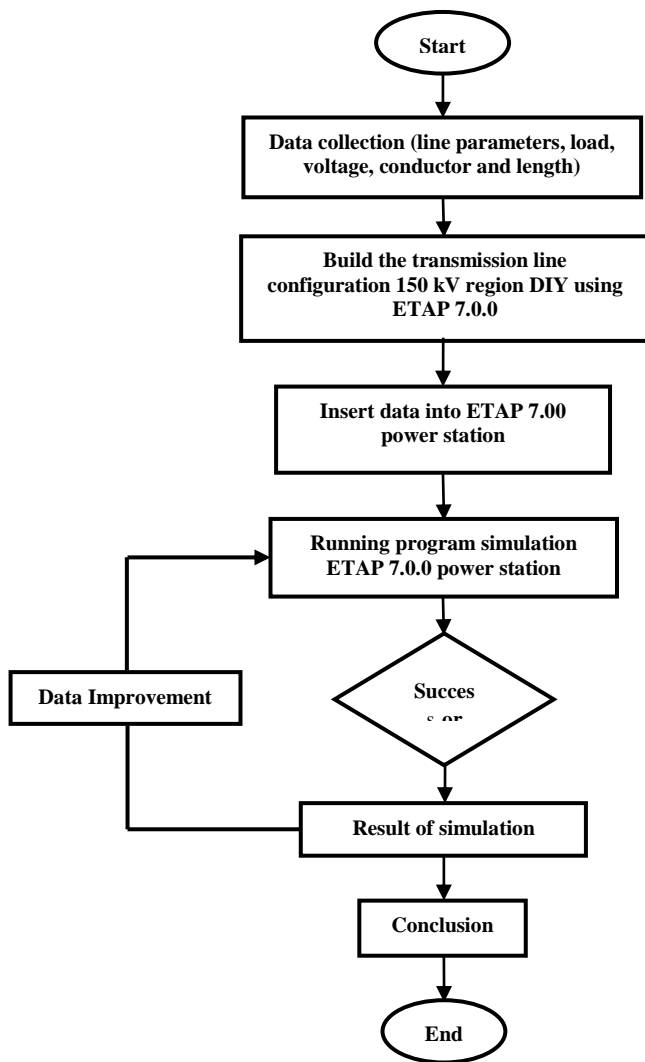 Start
Data collection (line parameters, load,
voltage, conductor and length)
Build the transmission line
configuration 150 kV region DIY using
ETAP 7.0.0
Insert data into ETAP 7.00
power station
Running program simulation
ETAP 7.0.0 power station
Data Improvement
Succes
s or
Result of simulation
Conclusion
End